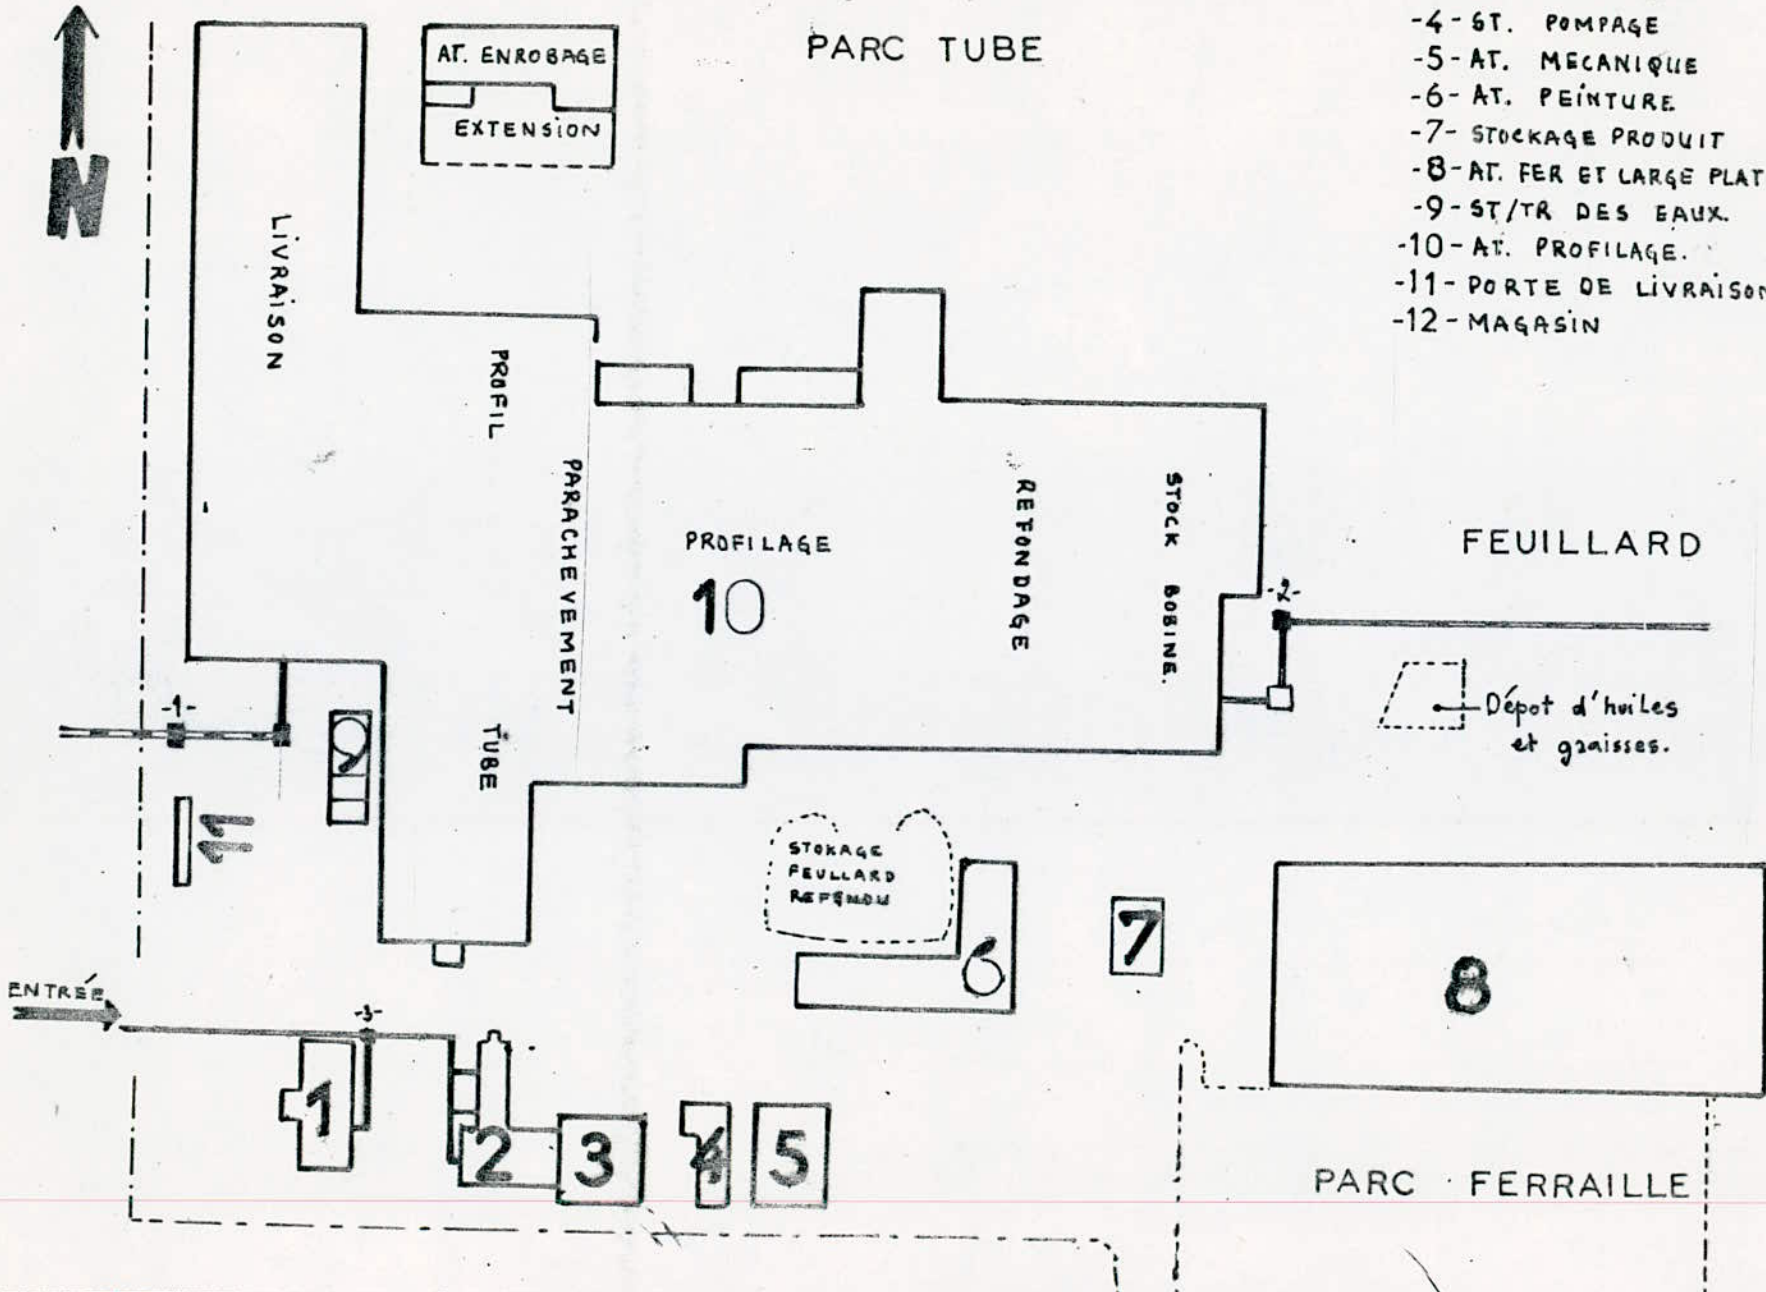 N
AT. ENROBAGE
EXTENSION
PARC TUBE
-4- ST. POMPAGE
-5- AT. MECANIQUE
-6- AT. PEINTURE
-7- STOCKAGE PRODUIT
-8- AT. FER ET LARGE PLAT
-9- ST/TR DES EAUX.
-10- AT. PROFILAGE.
-11- PORTE DE LIVRAISON
-12- MAGASIN
LIVRAISON
PROFIL
PARACHEVEMENT
TUBE
PROFILAGE
10
REFONDAGE
STOCK BOBINE.
FEUILLARD
-2-
Dépot d'huiles
et graisses.
-1-
9
11
STOKAGE
FEULLARD
REFENDU
6
7
8
ENTRÉE
-3-
1
2
3
4
5
PARC FERRAILLE